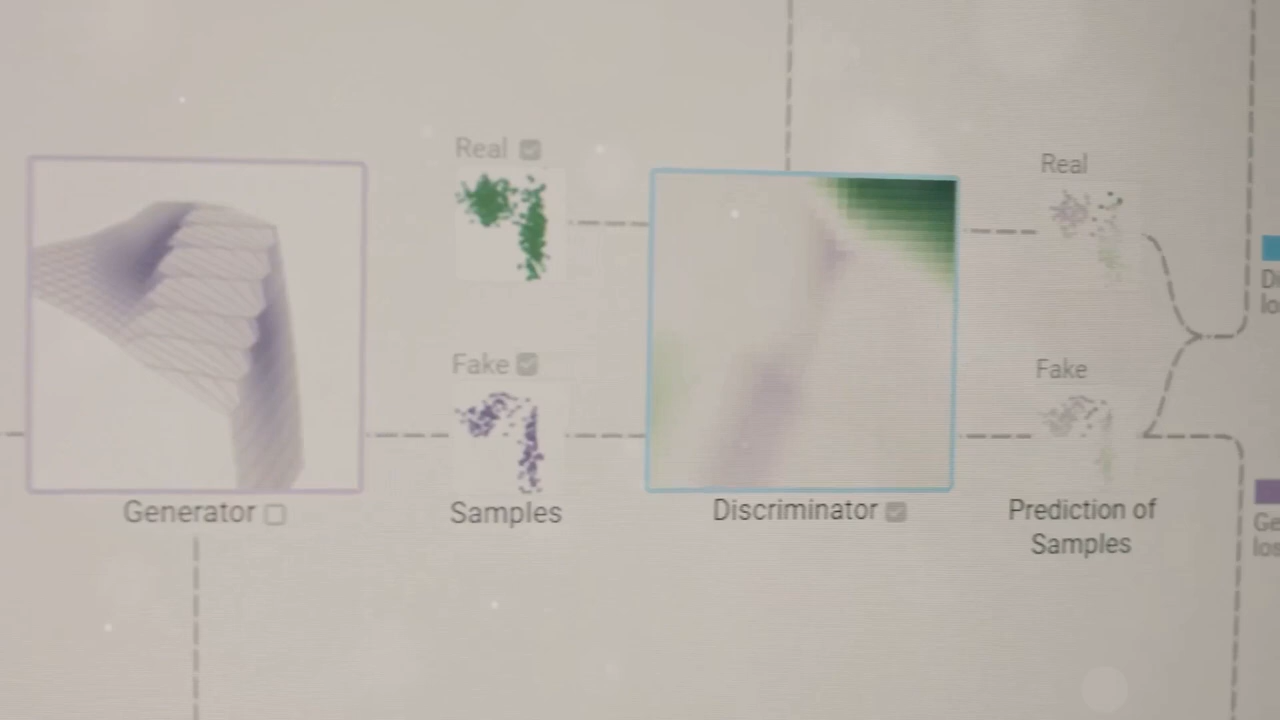 Real
Fake
Generator
Samples
Discriminator
Real
Fake
Prediction of
Samples